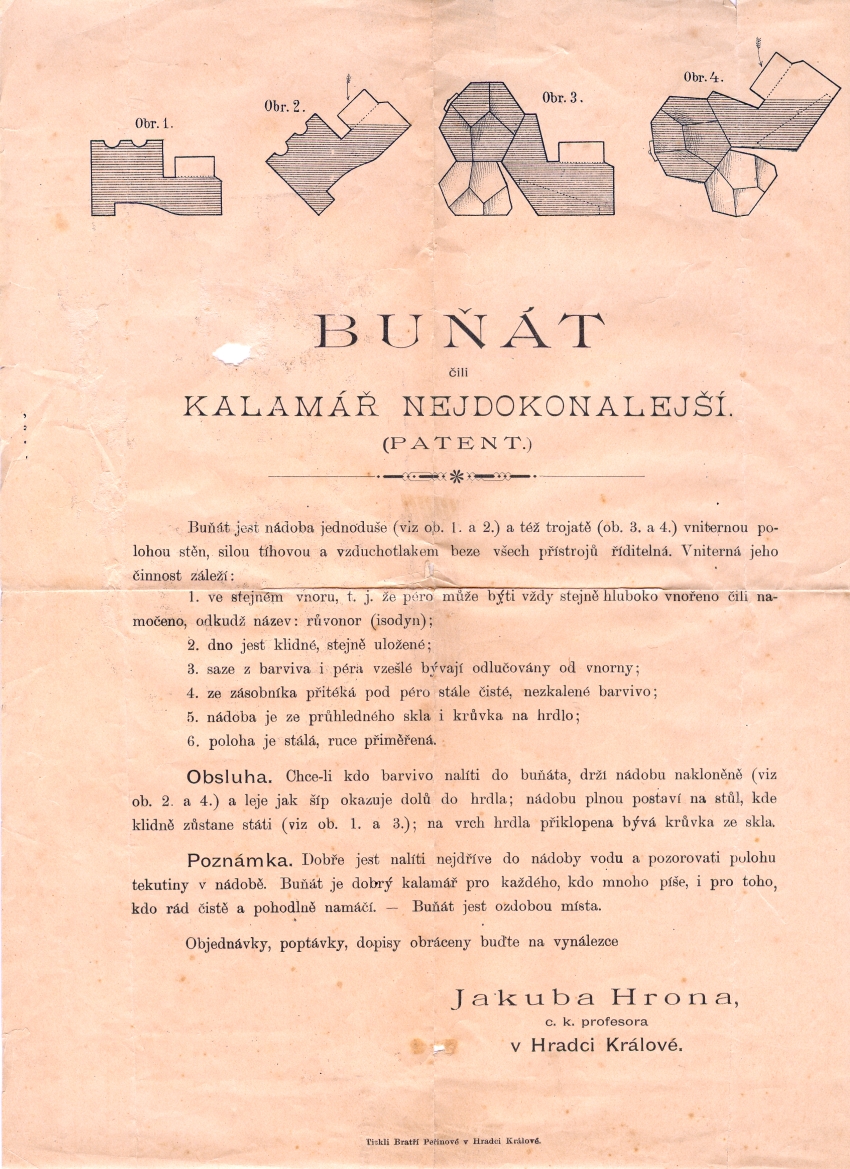 Obr. 1.
Obr. 2.
Obr. 3.
Obr. 4.
BUŇÁT
čili
KALAMÁŘ NEJDOKONALEJŠÍ.
(PATENT.)
Buňát jest nádoba jednoduše (viz ob. 1. a 2.) a též trojatě (ob. 3. a 4.) vniternou po-
lohou stěn, silou tíhovou a vzduchotlakem beze všech přístrojů říditelná. Vniterná jeho
činnost záleží:
1. ve stejném vnoru, t. j. že péro může býti vždy stejně hluboko vnořeno čili na-
močeno, odkudž název: růvonor (isodyn);
2. dno jest klidné, stejně uložené;
3. saze z barviva i péra vzešlé bývají odlučovány od vnorny;
4. ze zásobníka přitéká pod péro stále čisté, nezkalené barvivo;
5. nádoba je ze průhledného skla i krůvka na hrdlo;
6. poloha je stálá, ruce přiměřená.
Obsluha. Chce-li kdo barvivo nalíti do buňáta, drží nádobu nakloněně (viz
ob. 2. a 4.) a leje jak šíp okazuje dolů do hrdla; nádobu plnou postaví na stůl, kde
klidně zůstane státi (viz ob. 1. a 3.); na vrch hrdla přiklopena bývá krůvka ze skla.
Poznámka. Dobře jest nalíti nejdříve do nádoby vodu a pozorovati polohu
tekutiny v nádobě. Buňát je dobrý kalamář pro každého, kdo mnoho píše, i pro toho,
kdo rád čistě a pohodlně namáčí. — Buňát jest ozdobou místa.
Objednávky, poptávky, dopisy obráceny buďte na vynálezce
Jakuba Hrona,
c. k. profesora
v Hradci Králové.
Tiskli Bratří Peřinové v Hradci Králové.